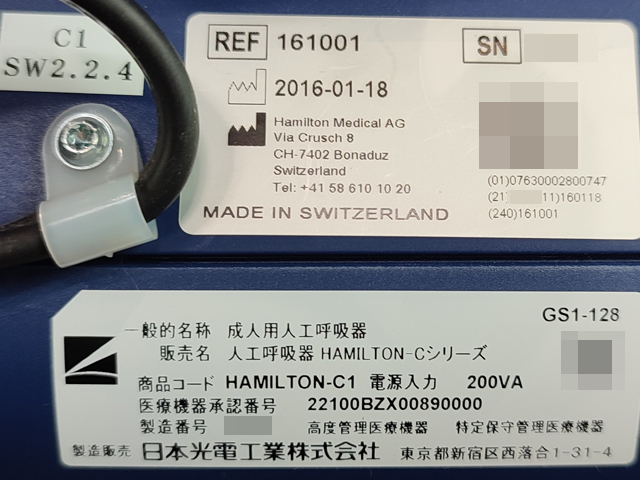 C1
SW2.2.4
REF 161001 SN
2016-01-18
Hamilton Medical AG
Via Crusch 8
CH-7402 Bonaduz
Switzerland
Tel: +41 58 610 10 20
(01)07630002800747
(21) 11)160118
(240)161001
MADE IN SWITZERLAND
GS1-128
一般的名称 成人用人工呼吸器
販売名 人工呼吸器 HAMILTON-Cシリーズ
商品コード HAMILTON-C1 電源入力 200VA
医療機器承認番号 22100BZX00890000
製造番号 高度管理医療機器 特定保守管理医療機器
製造販売 日本光電工業株式会社 東京都新宿区西落合1-31-4